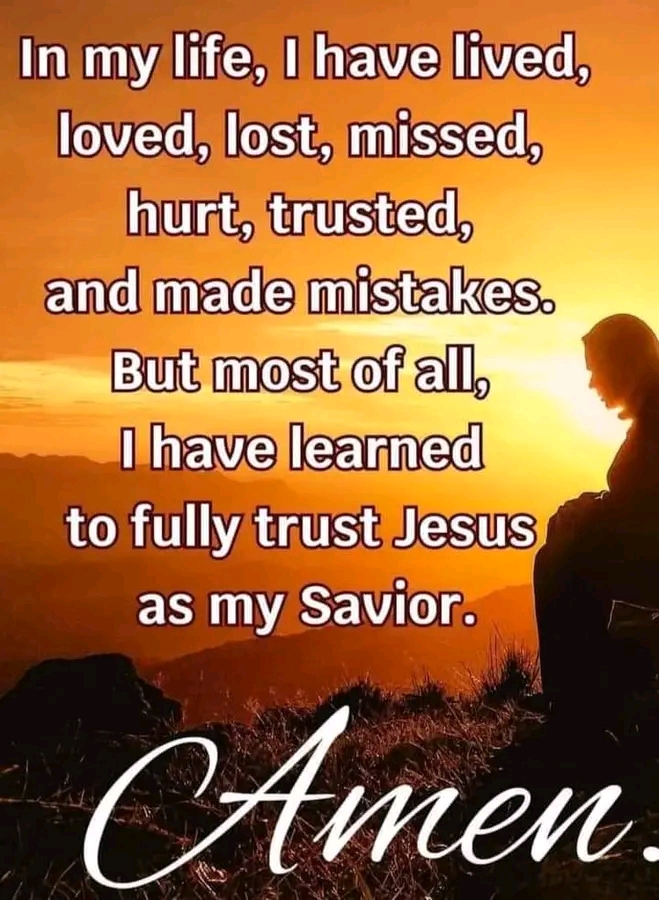 In my life, I have lived,
loved, lost, missed,
hurt, trusted,
and made mistakes.
But most of all,
I have learned
to fully trust Jesus
as my Savior.
Amen.